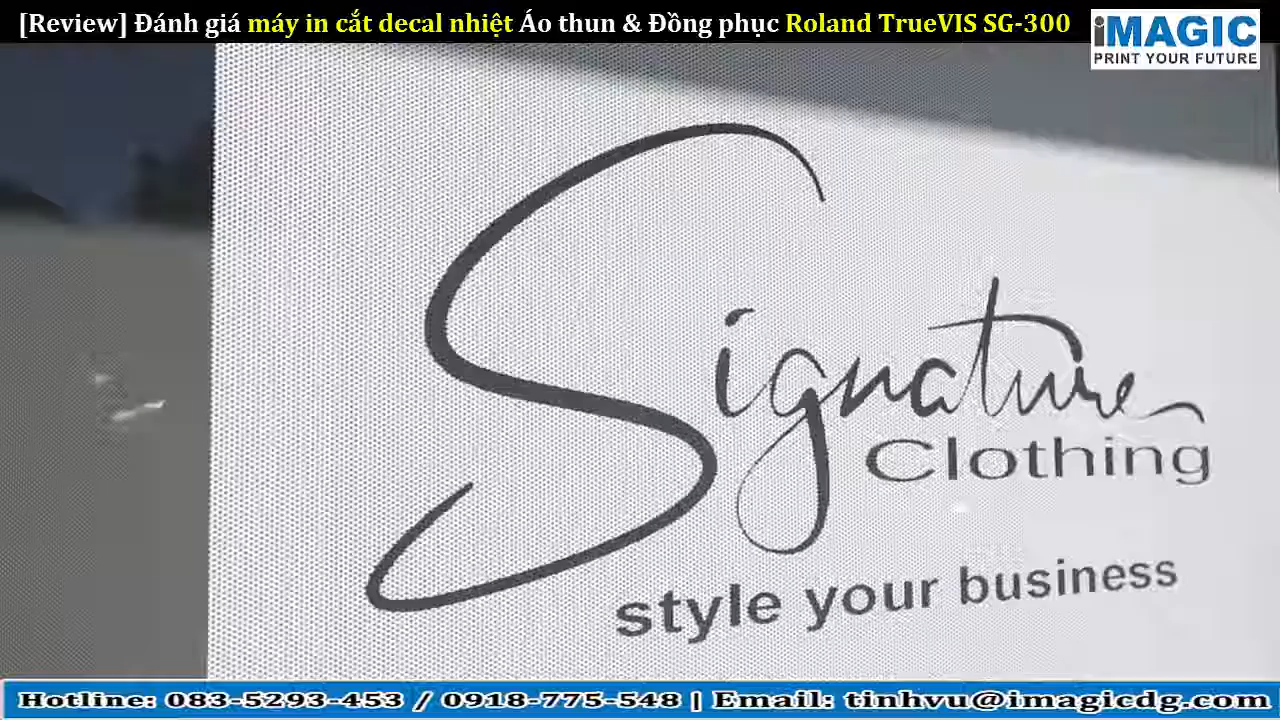 [Review] Đánh giá máy in cắt decal nhiệt Áo thun & Đồng phục Roland TrueVIS SG-300
iMAGIC
PRINT YOUR FUTURE
Signature
Clothing
style your business
Hotline: 083-5293-453 / 0918-775-548 | Email: tinhvu@imagicdg.com